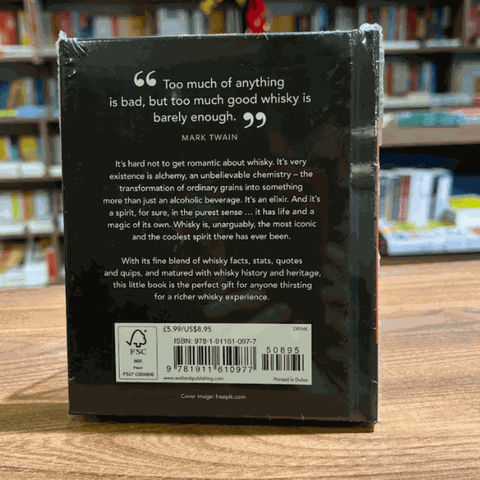 “ Too much of anything
is bad, but too much good whisky is
barely enough. ”
MARK TWAIN
It's hard not to get romantic about whisky. It's very
existence is alchemy, an unbelievable chemistry – the
transformation of ordinary grains into something
more than just an alcoholic beverage. It's an elixir. And it's
a spirit, for sure, in the purest sense ... it has life and a
magic of its own. Whisky is, unarguably, the most iconic
and the coolest spirit there has ever been.
With its fine blend of whisky facts, stats, quotes
and quips, and matured with whisky history and heritage,
this little book is the perfect gift for anyone thirsting
for a richer whisky experience.
£5.99/US$8.95
DRINK
ISBN: 978-1-91161-097-7
50895
9 781911 610977
FSC
MIX
Paper
FSC® C004800
www.welbeckpublishing.com
Printed in Dubai
Cover image: freepik.com